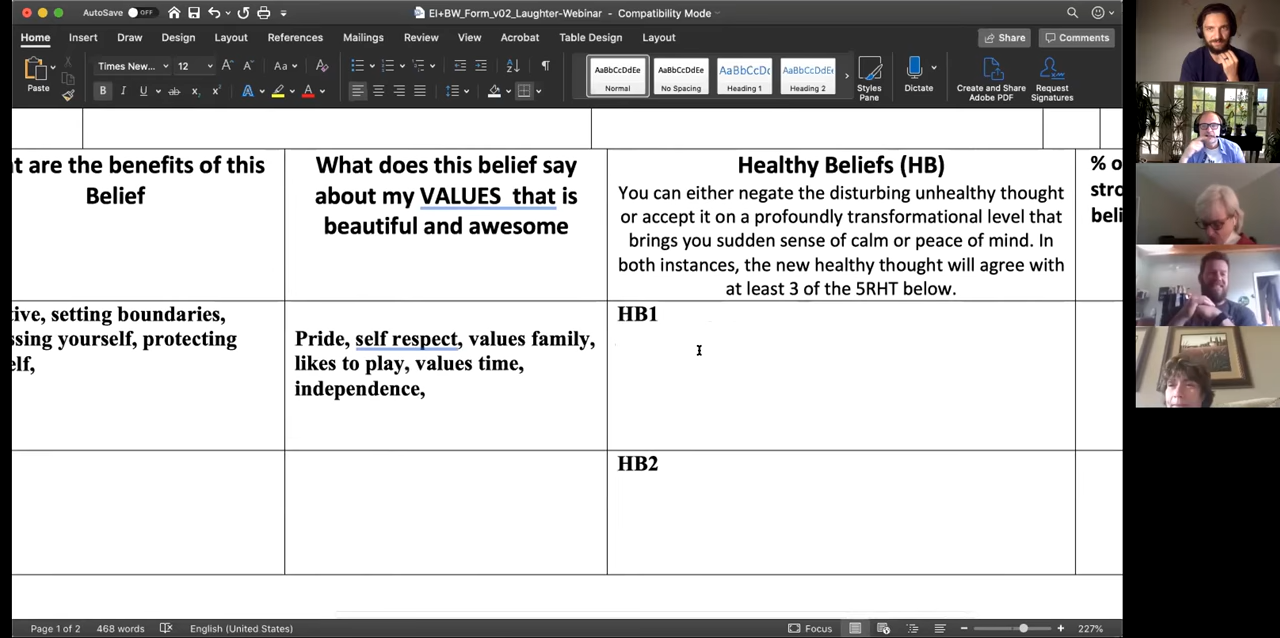 AutoSave OFF
EI+BW_Form_v02_Laughter-Webinar - Compatibility Mode
Home Insert Draw Design Layout References Mailings Review View Acrobat Table Design Layout Share Comments
Paste
Times New... 12
AaBbCcDdEe AaBbCcDdEe AaBbCcDc AaBbCcDdEe
Normal No Spacing Heading 1 Heading 2
Styles Pane
Dictate
Create and Share Adobe PDF
Request Signatures
t are the benefits of this
Belief
What does this belief say
about my VALUES that is
beautiful and awesome
Healthy Beliefs (HB)
You can either negate the disturbing unhealthy thought
or accept it on a profoundly transformational level that
brings you sudden sense of calm or peace of mind. In
both instances, the new healthy thought will agree with
at least 3 of the 5RHT below.
% o
stro
beli
tive, setting boundaries,
ssing yourself, protecting
elf,
Pride, self respect, values family,
likes to play, values time,
independence,
HB1
HB2
Page 1 of 2 468 words English (United States) Focus 227%